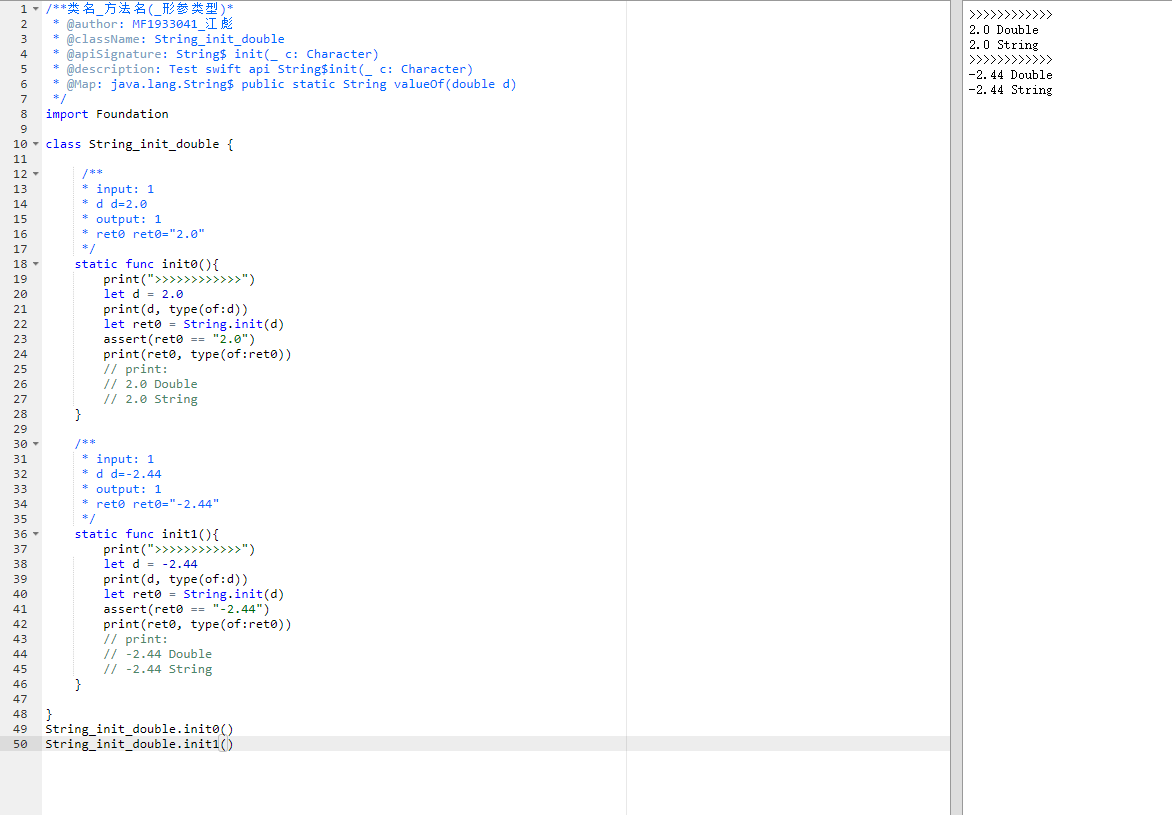 1 /**类名_方法名(_形参类型)*
2 * @author: MF1933041_江彪
3 * @className: String_init_double
4 * @apiSignature: String$ init(_ c: Character)
5 * @description: Test swift api String$init(_ c: Character)
6 * @Map: java.lang.String$ public static String valueOf(double d)
7 */
8 import Foundation
9
10 class String_init_double {
11
12 /**
13 * input: 1
14 * d d=2.0
15 * output: 1
16 * ret0 ret0="2.0"
17 */
18 static func init0(){
19 print(">>>>>>>>>>>>")
20 let d = 2.0
21 print(d, type(of:d))
22 let ret0 = String.init(d)
23 assert(ret0 == "2.0")
24 print(ret0, type(of:ret0))
25 // print:
26 // 2.0 Double
27 // 2.0 String
28 }
29
30 /**
31 * input: 1
32 * d d=-2.44
33 * output: 1
34 * ret0 ret0="-2.44"
35 */
36 static func init1(){
37 print(">>>>>>>>>>>>")
38 let d = -2.44
39 print(d, type(of:d))
40 let ret0 = String.init(d)
41 assert(ret0 == "-2.44")
42 print(ret0, type(of:ret0))
43 // print:
44 // -2.44 Double
45 // -2.44 String
46 }
47
48 }
49 String_init_double.init0()
50 String_init_double.init1()
>>>>>>>>>>>>
2.0 Double
2.0 String
>>>>>>>>>>>>
-2.44 Double
-2.44 String